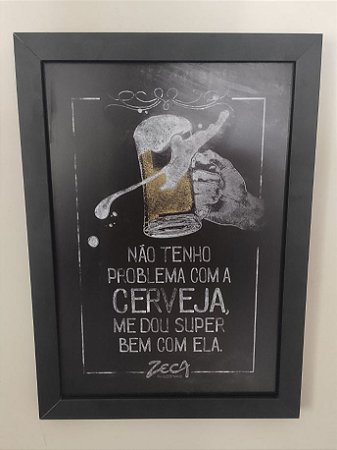 NÃO TENHO
PROBLEMA COM A
CERVEJA,
ME DOU SUPER
BEM COM ELA.
Zeca